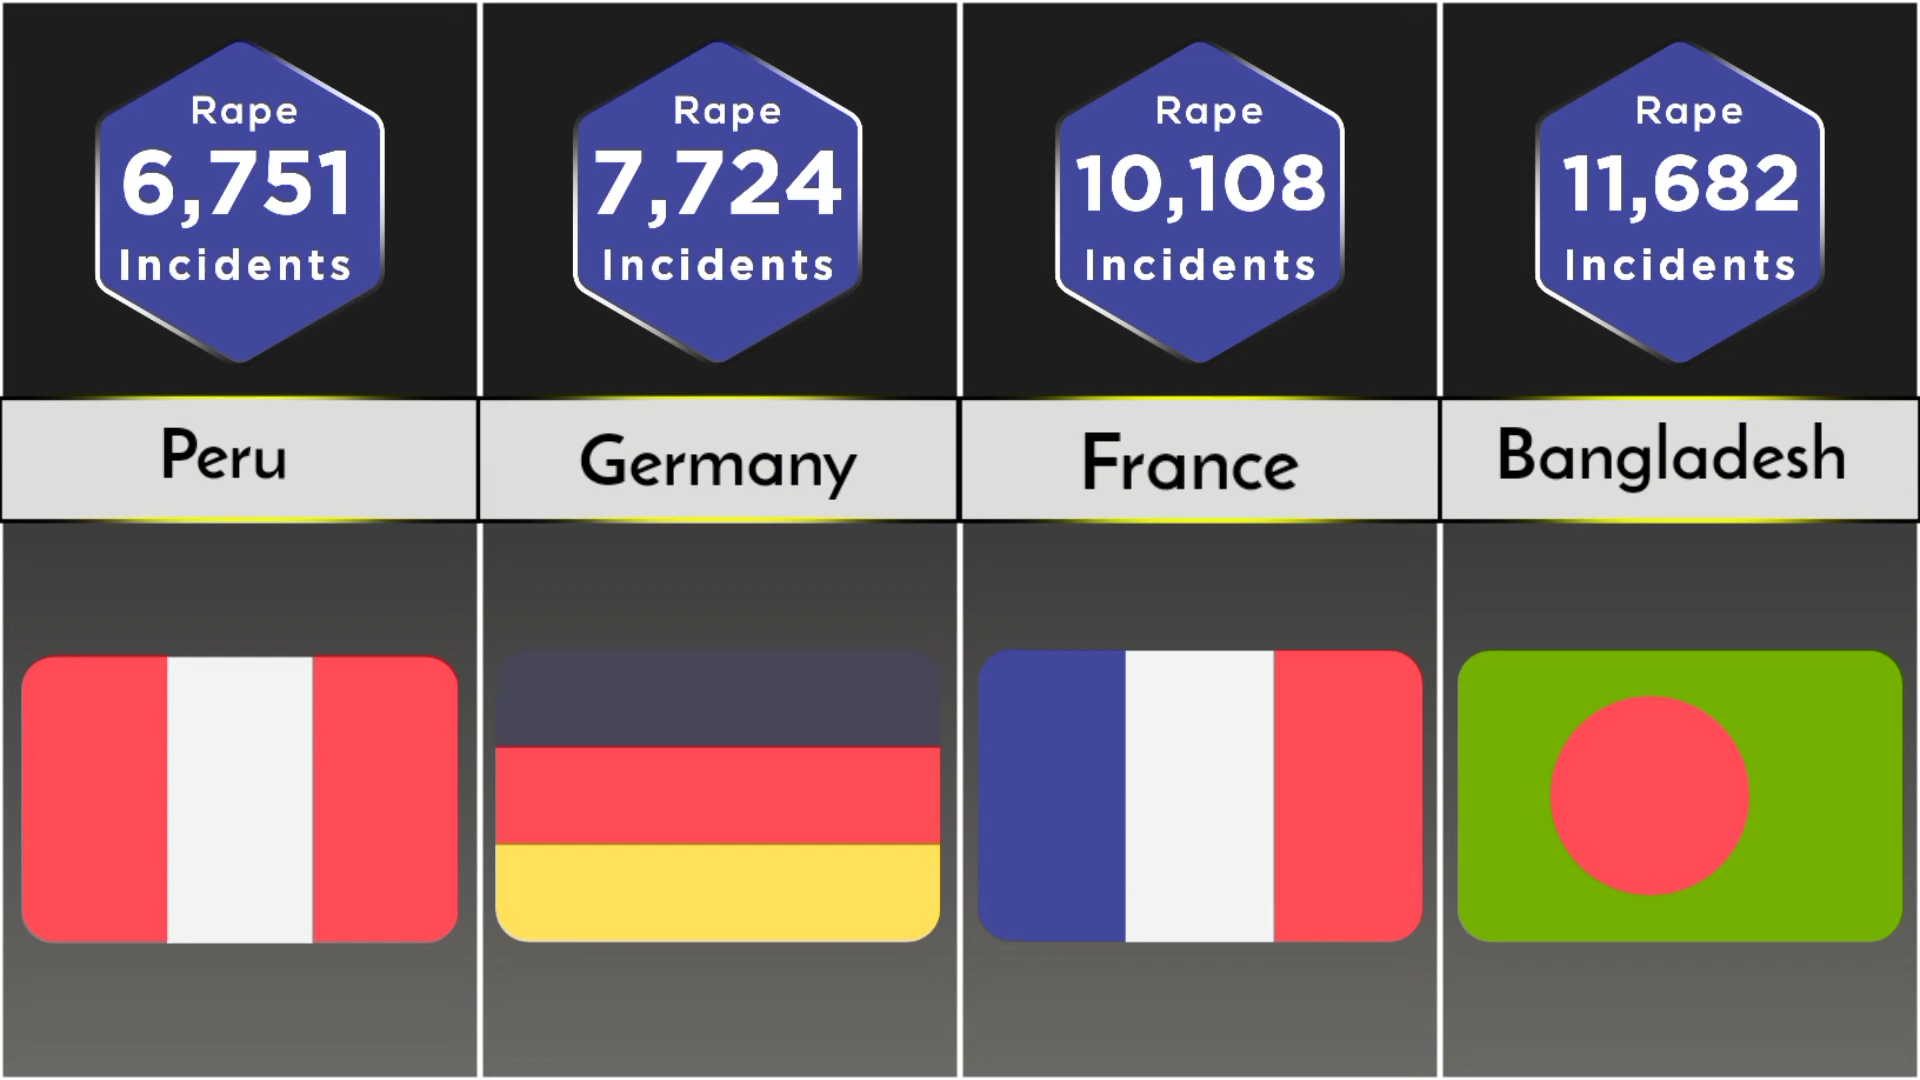 Rape
6,751
Incidents
Peru
Rape
7,724
Incidents
Germany
Rape
10,108
Incidents
France
Rape
11,682
Incidents
Bangladesh